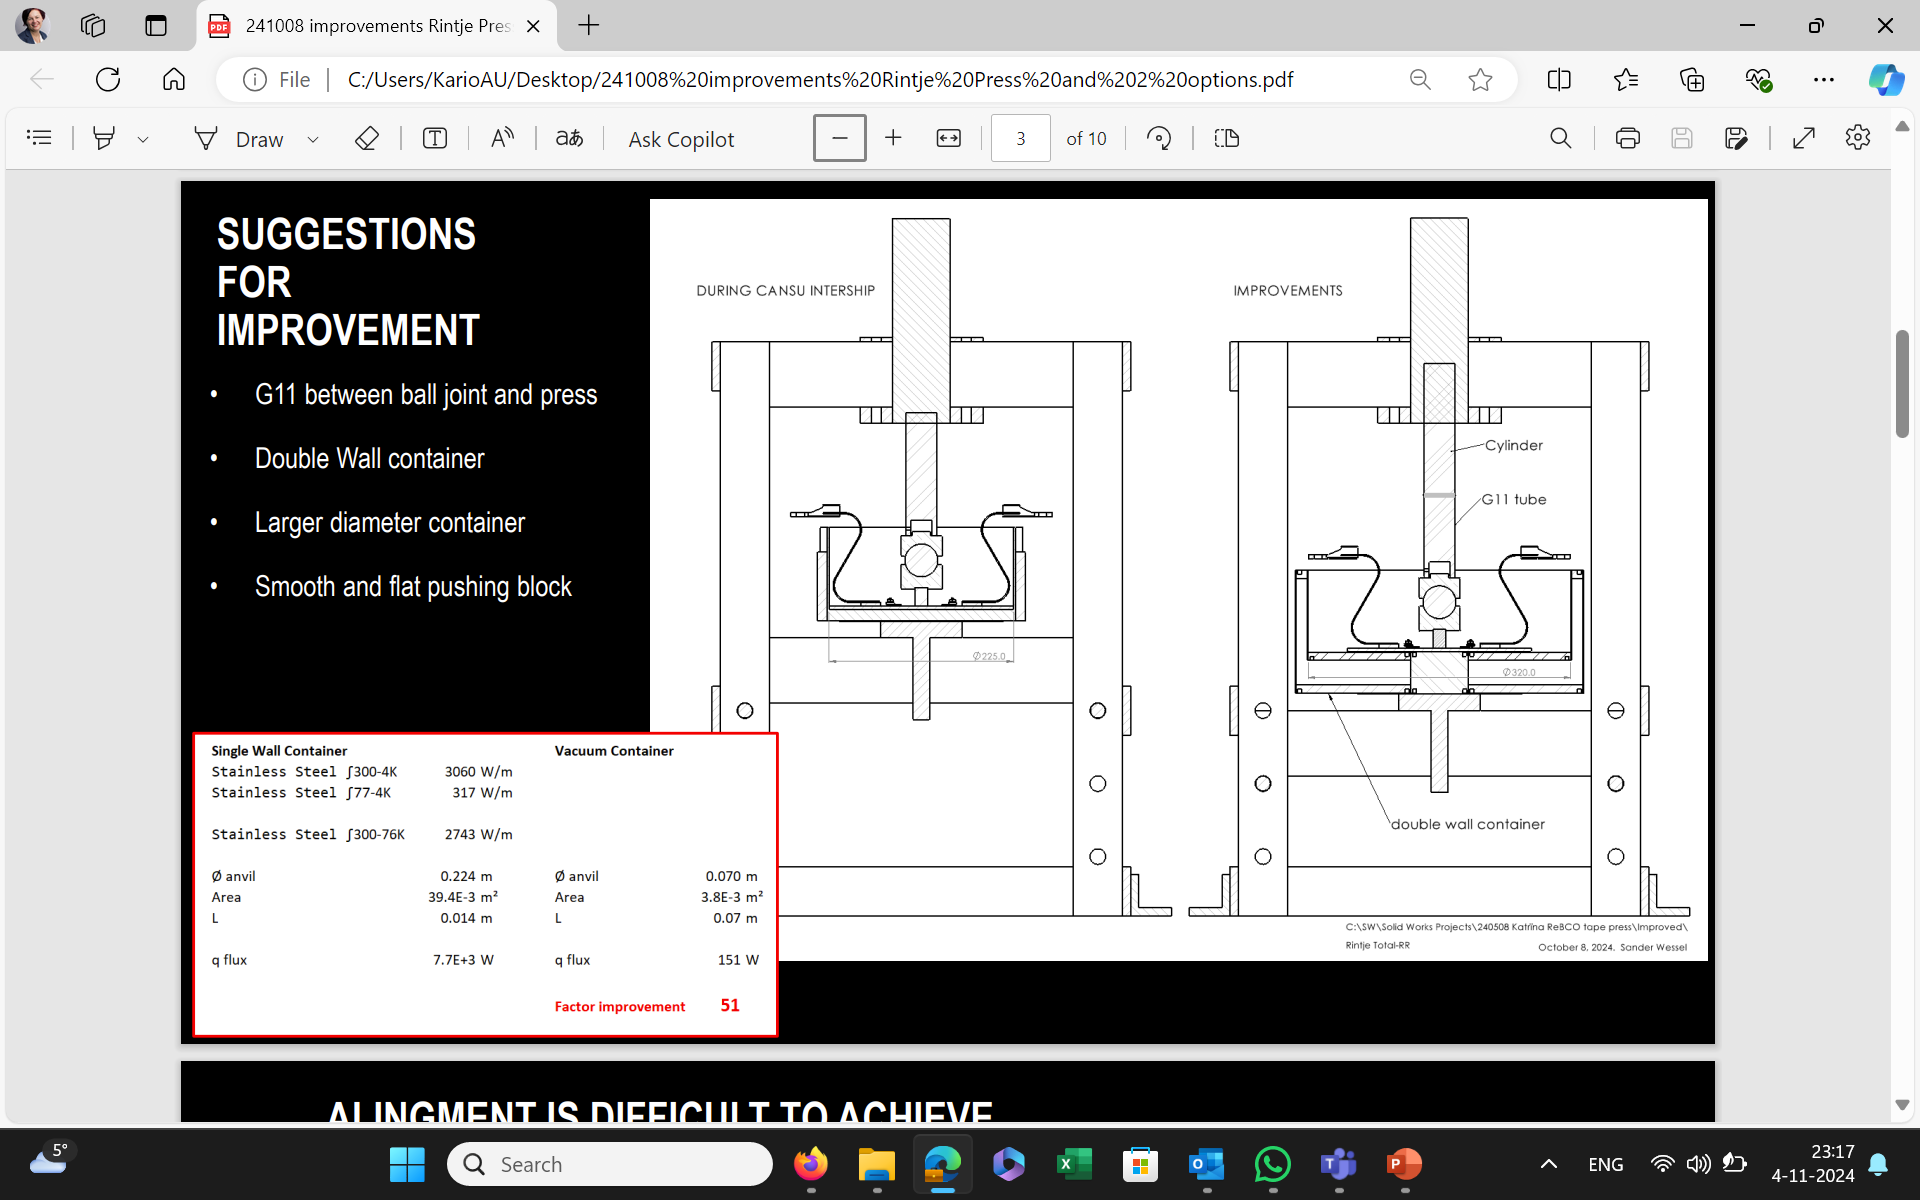 241008 improvements Rintje Pres
File
C:/Users/KarioAU/Desktop/241008%20improvements%20Rintje%20Press%20and%202%20options.pdf
Draw
Ask Copilot
3 of 10
SUGGESTIONS
FOR
IMPROVEMENT
• G11 between ball joint and press
• Double Wall container
• Larger diameter container
• Smooth and flat pushing block
DURING CANSU INTERSHIP
Ø225.0
IMPROVEMENTS
Cylinder
G11 tube
Ø320.0
double wall container
C:\SW\Solid Works Projects\240508 Katrina ReBCO tape press\Improved\
Rintje Total-RR
October 8, 2024. Sander Wessel
Single Wall Container Vacuum Container
Stainless Steel ∫300-4K 3060 W/m
Stainless Steel ∫77-4K 317 W/m
Stainless Steel ∫300-76K 2743 W/m
Ø anvil 0.224 m Ø anvil 0.070 m
Area 39.4E-3 m² Area 3.8E-3 m²
L 0.014 m L 0.07 m
q flux 7.7E+3 W q flux 151 W
Factor improvement 51
ALINGMENT IS DIFFICULT TO ACHIEVE
5°
Search
ENG
23:17
4-11-2024